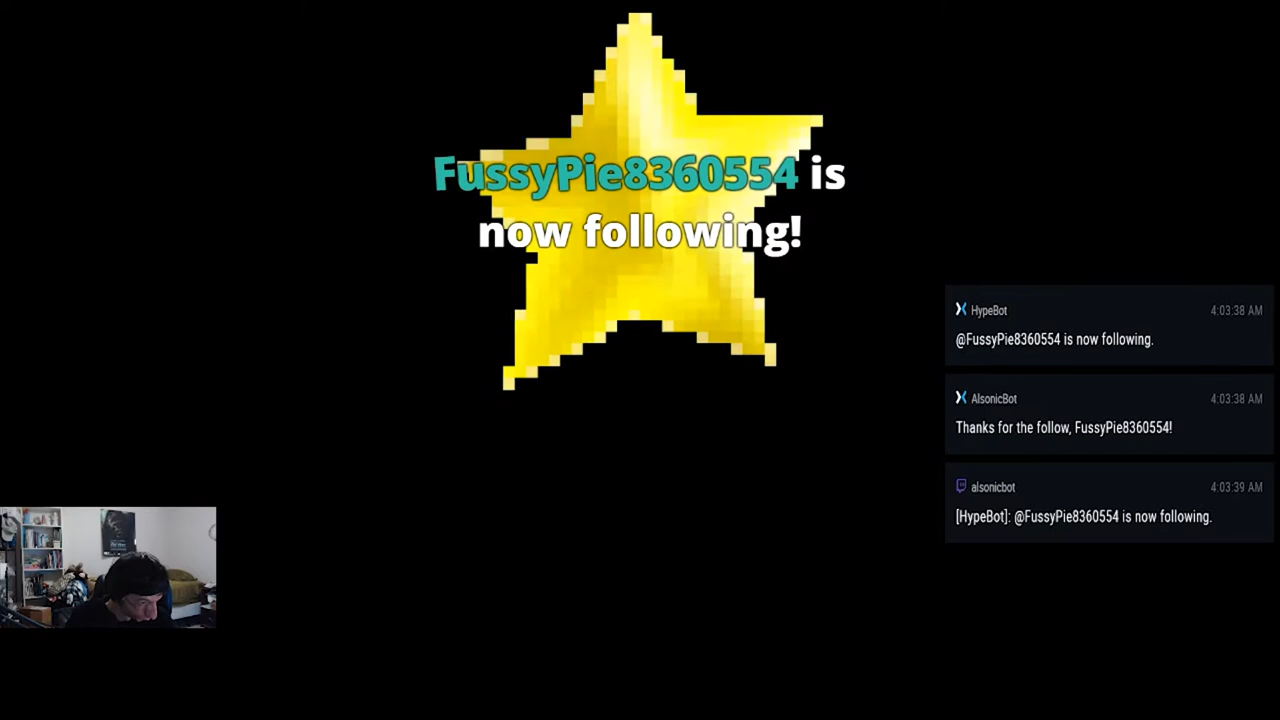 FussyPie8360554 is
now following!
HypeBot 4:03:38 AM
@FussyPie8360554 is now following.
AlsonicBot 4:03:38 AM
Thanks for the follow, FussyPie8360554!
alsonicbot 4:03:39 AM
[HypeBot]: @FussyPie8360554 is now following.